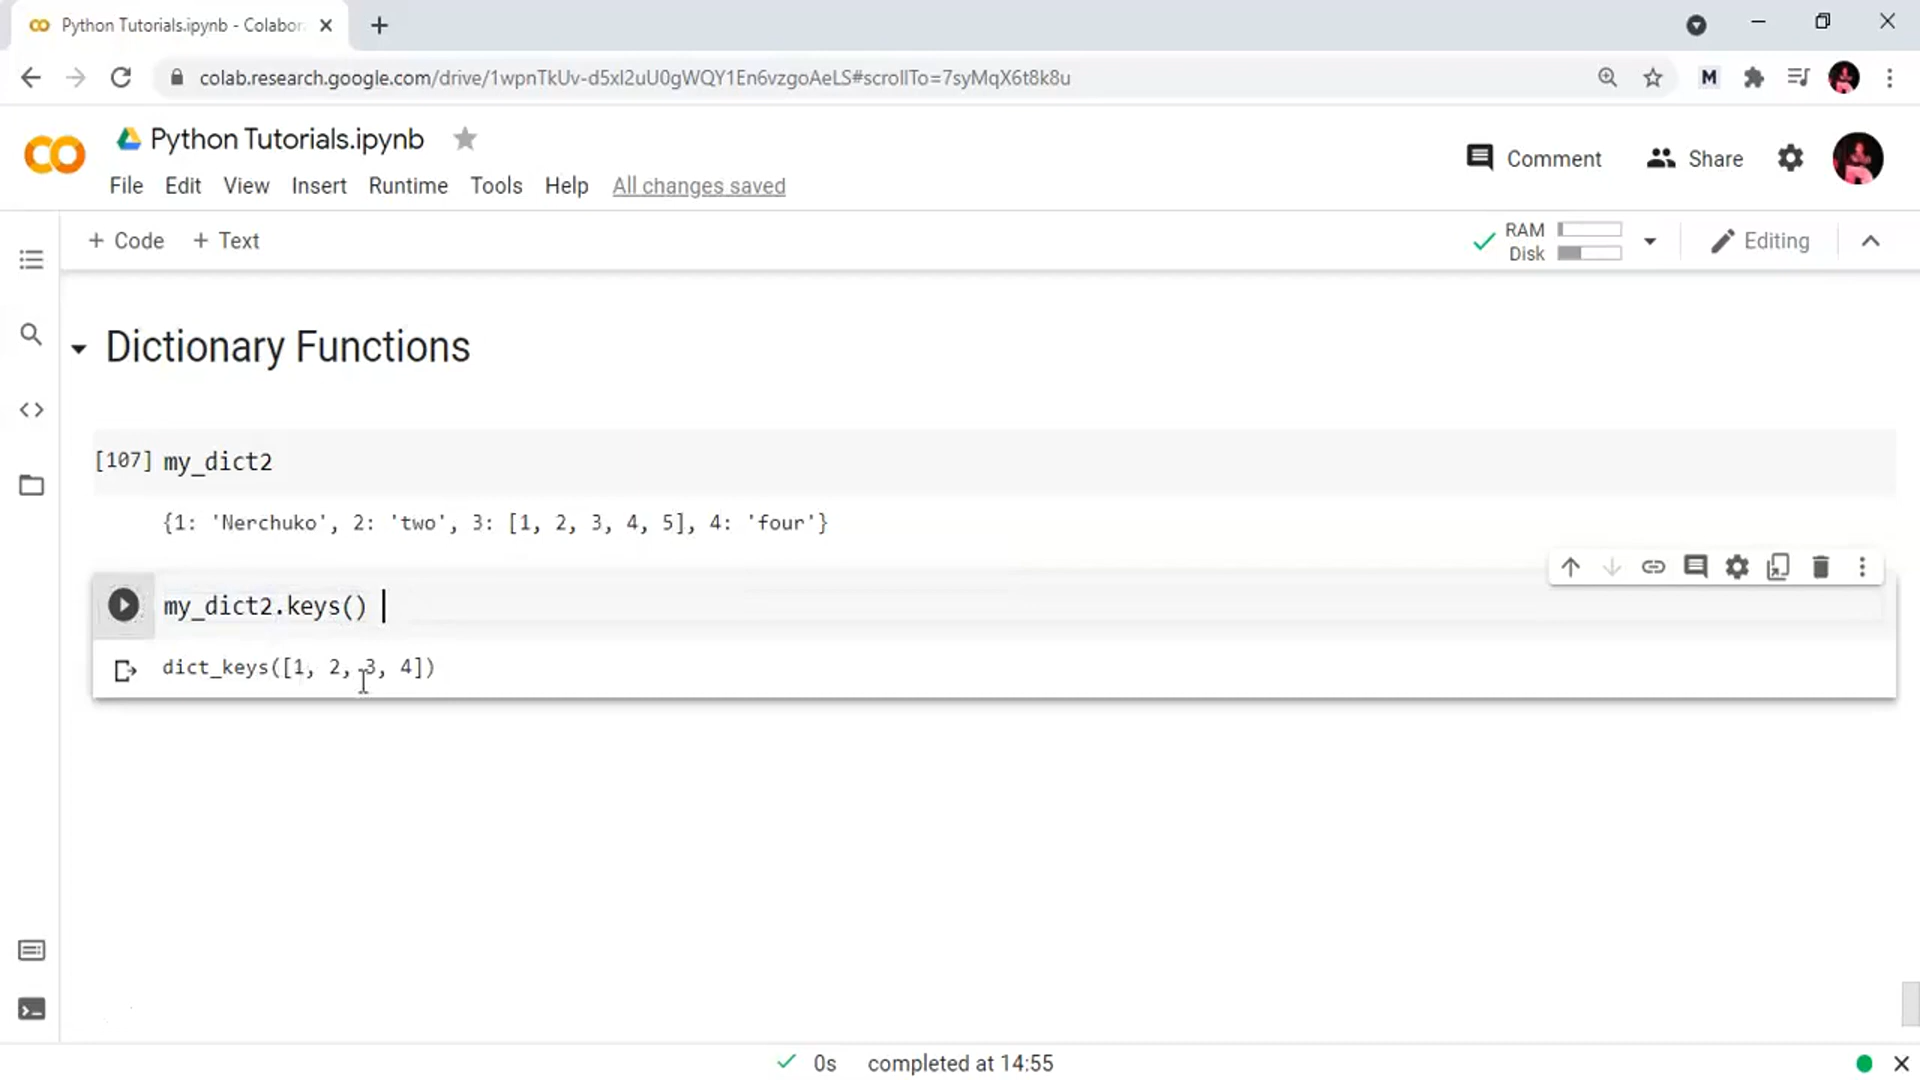 Python Tutorials.ipynb - Colabor
colab.research.google.com/drive/1wpnTkUv-d5xl2uU0gWQY1En6vzgoAeLS#scrollTo=7syMqX6t8k8u
M
Python Tutorials.ipynb
Comment
Share
File Edit View Insert Runtime Tools Help All changes saved
+ Code + Text
RAM
Disk
Editing
Dictionary Functions
[107] my_dict2
{1: 'Nerchuko', 2: 'two', 3: [1, 2, 3, 4, 5], 4: 'four'}
my_dict2.keys()
dict_keys([1, 2, 3, 4])
0s completed at 14:55